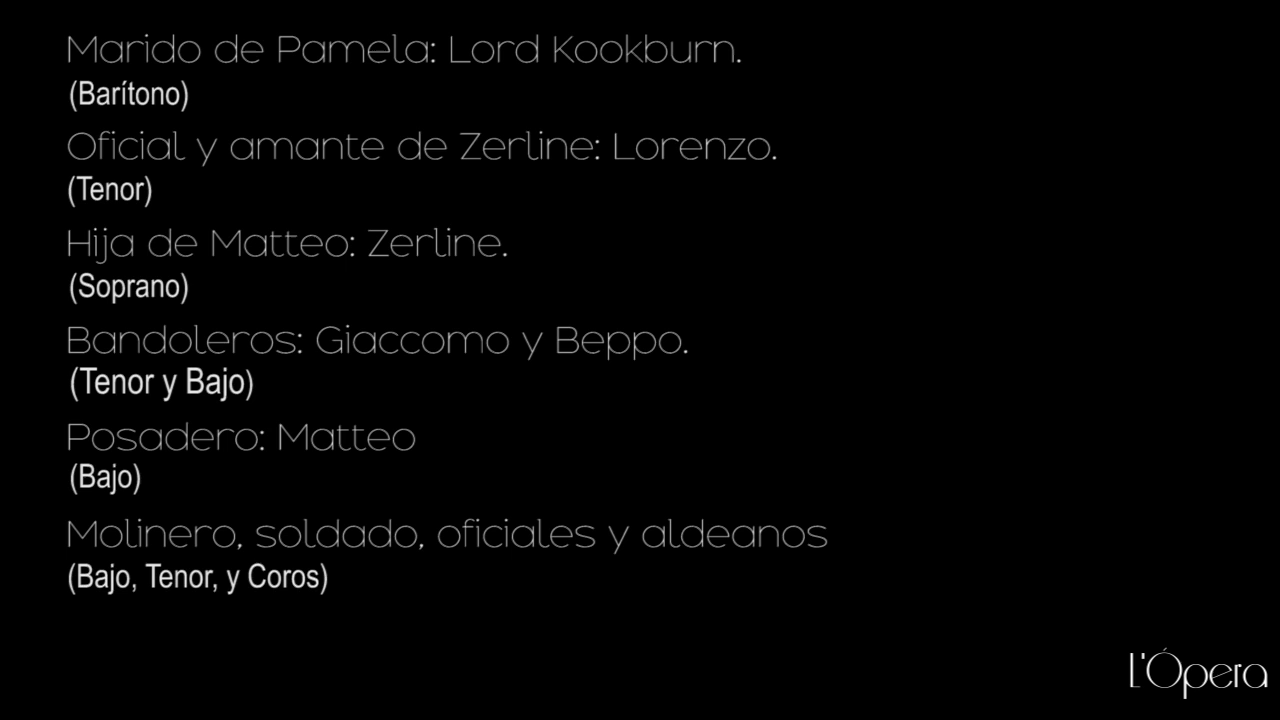 Marido de Pamela: Lord Kookburn.
(Barítono)
Oficial y amante de Zerline: Lorenzo.
(Tenor)
Hija de Matteo: Zerline.
(Soprano)
Bandoleros: Giaccomo y Beppo.
(Tenor y Bajo)
Posadero: Matteo
(Bajo)
Molinero, soldado, oficiales y aldeanos
(Bajo, Tenor, y Coros)
L'Ópera